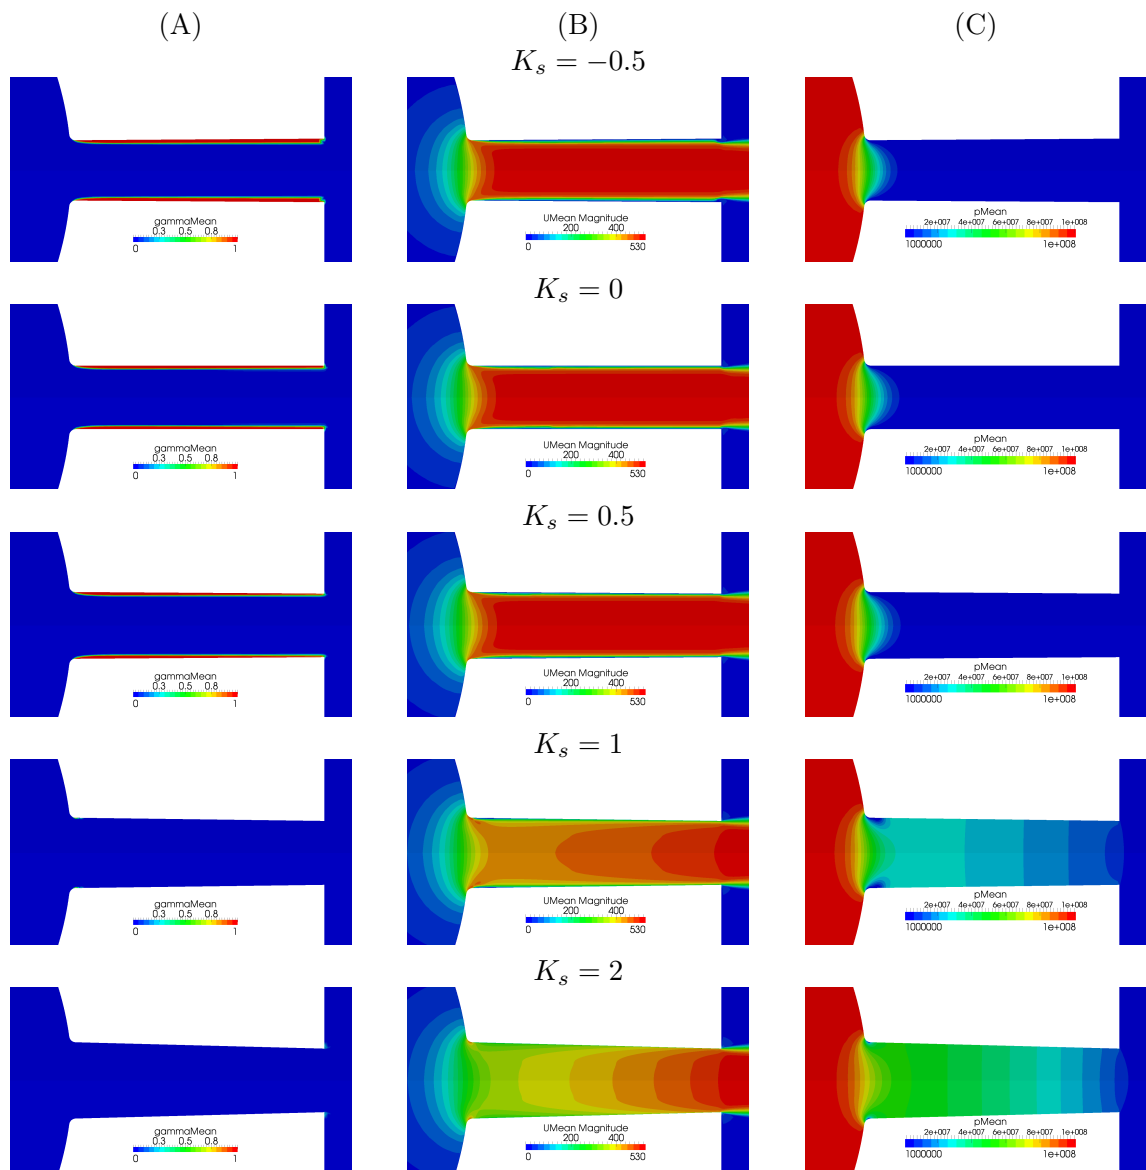 (A) (B) (C)
K_s = −0.5
gammaMean
0.3 0.5 0.8
0 1
UMean Magnitude
200 400
0 530
pMean
2e+007 4e+007 6e+007 8e+007 1e+008
1000000 1e+008
K_s = 0
gammaMean
0.3 0.5 0.8
0 1
UMean Magnitude
200 400
0 530
pMean
2e+007 4e+007 6e+007 8e+007 1e+008
1000000 1e+008
K_s = 0.5
gammaMean
0.3 0.5 0.8
0 1
UMean Magnitude
200 400
0 530
pMean
2e+007 4e+007 6e+007 8e+007 1e+008
1000000 1e+008
K_s = 1
gammaMean
0.3 0.5 0.8
0 1
UMean Magnitude
200 400
0 530
pMean
2e+007 4e+007 6e+007 8e+007 1e+008
1000000 1e+008
K_s = 2
gammaMean
0.3 0.5 0.8
0 1
UMean Magnitude
200 400
0 530
pMean
2e+007 4e+007 6e+007 8e+007 1e+008
1000000 1e+008